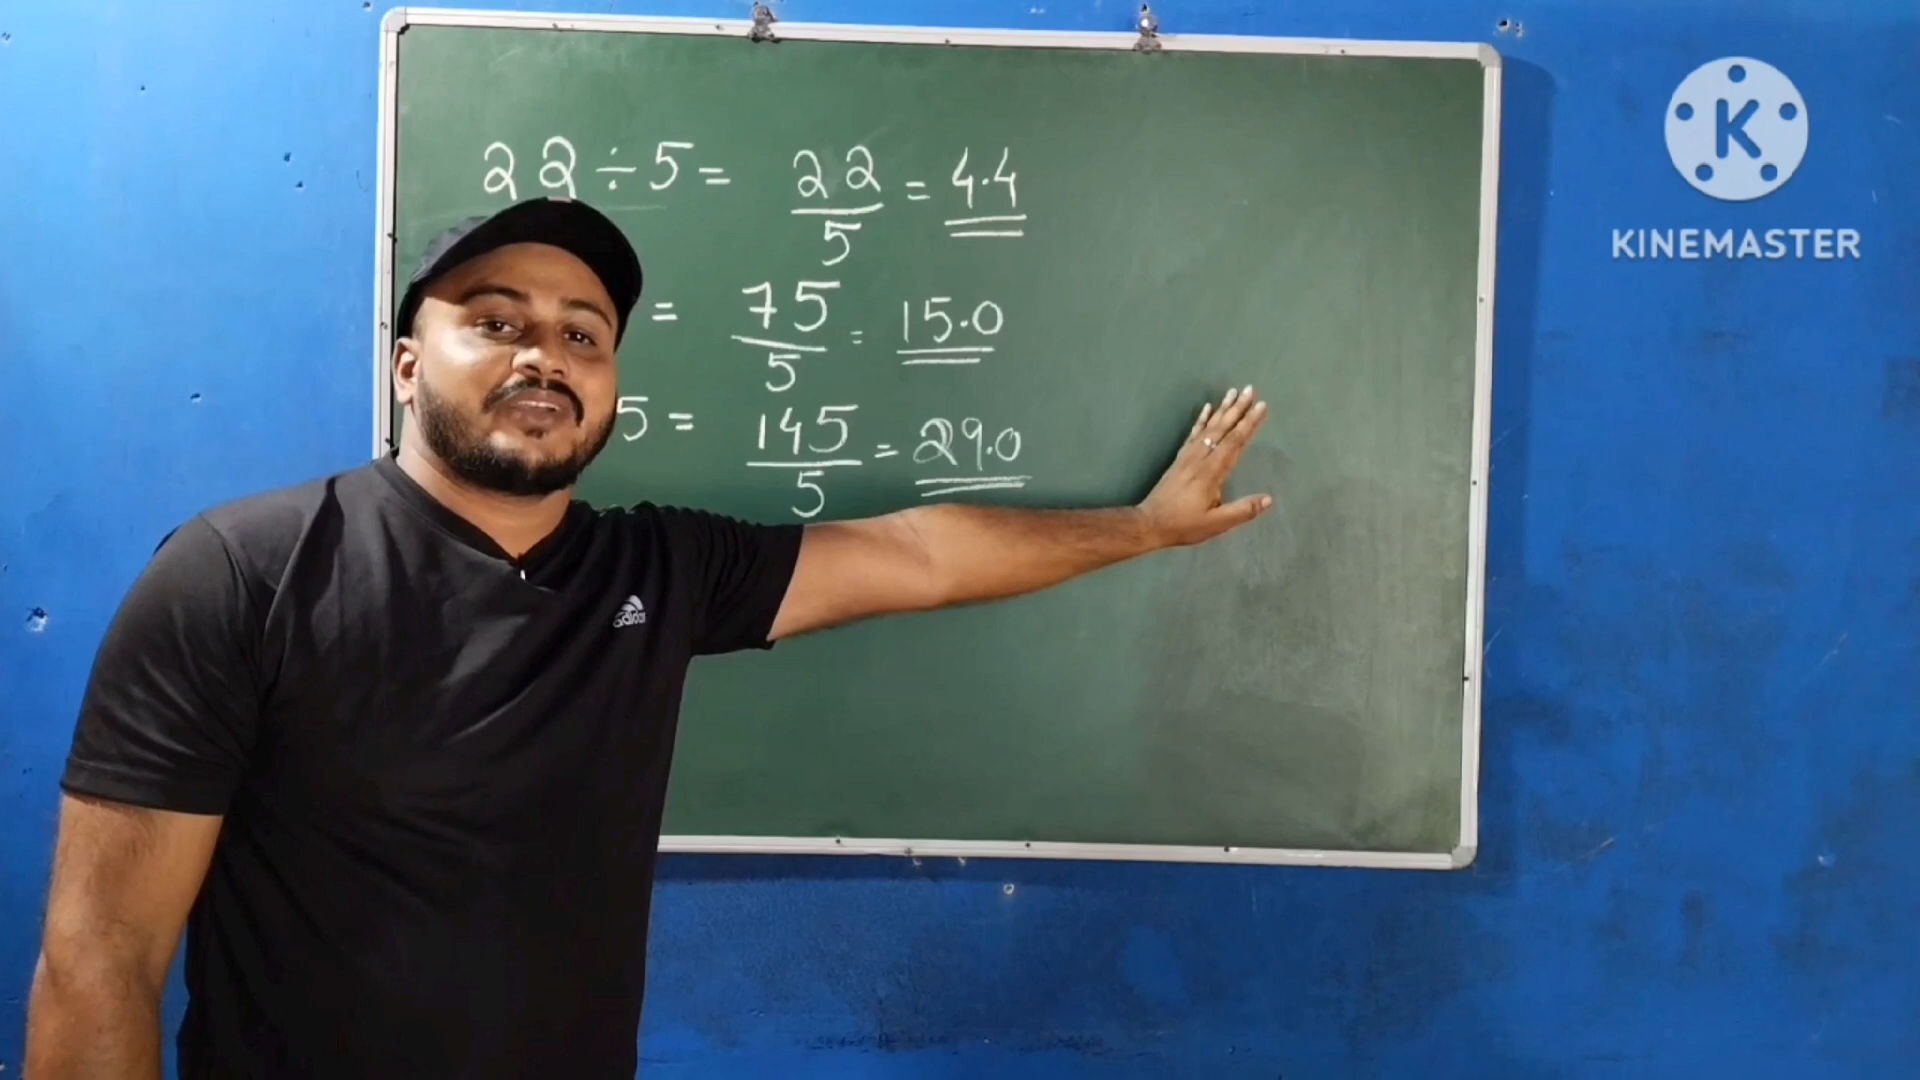 22 ÷ 5 = 22/5 = 4.4
= 75/5 = 15.0
5 = 145/5 = 29.0
adidas
K
KINEMASTER